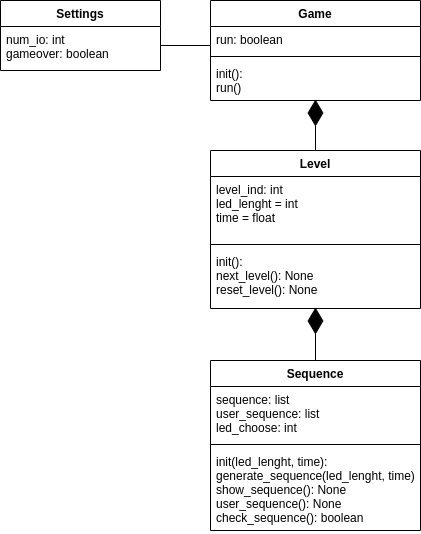 Settings
num_io: int
gameover: boolean
Game
run: boolean
init():
run()
Level
level_ind: int
led_lenght = int
time = float
init():
next_level(): None
reset_level(): None
Sequence
sequence: list
user_sequence: list
led_choose: int
init(led_lenght, time):
generate_sequence(led_lenght, time)
show_sequence(): None
user_sequence(): None
check_sequence(): boolean